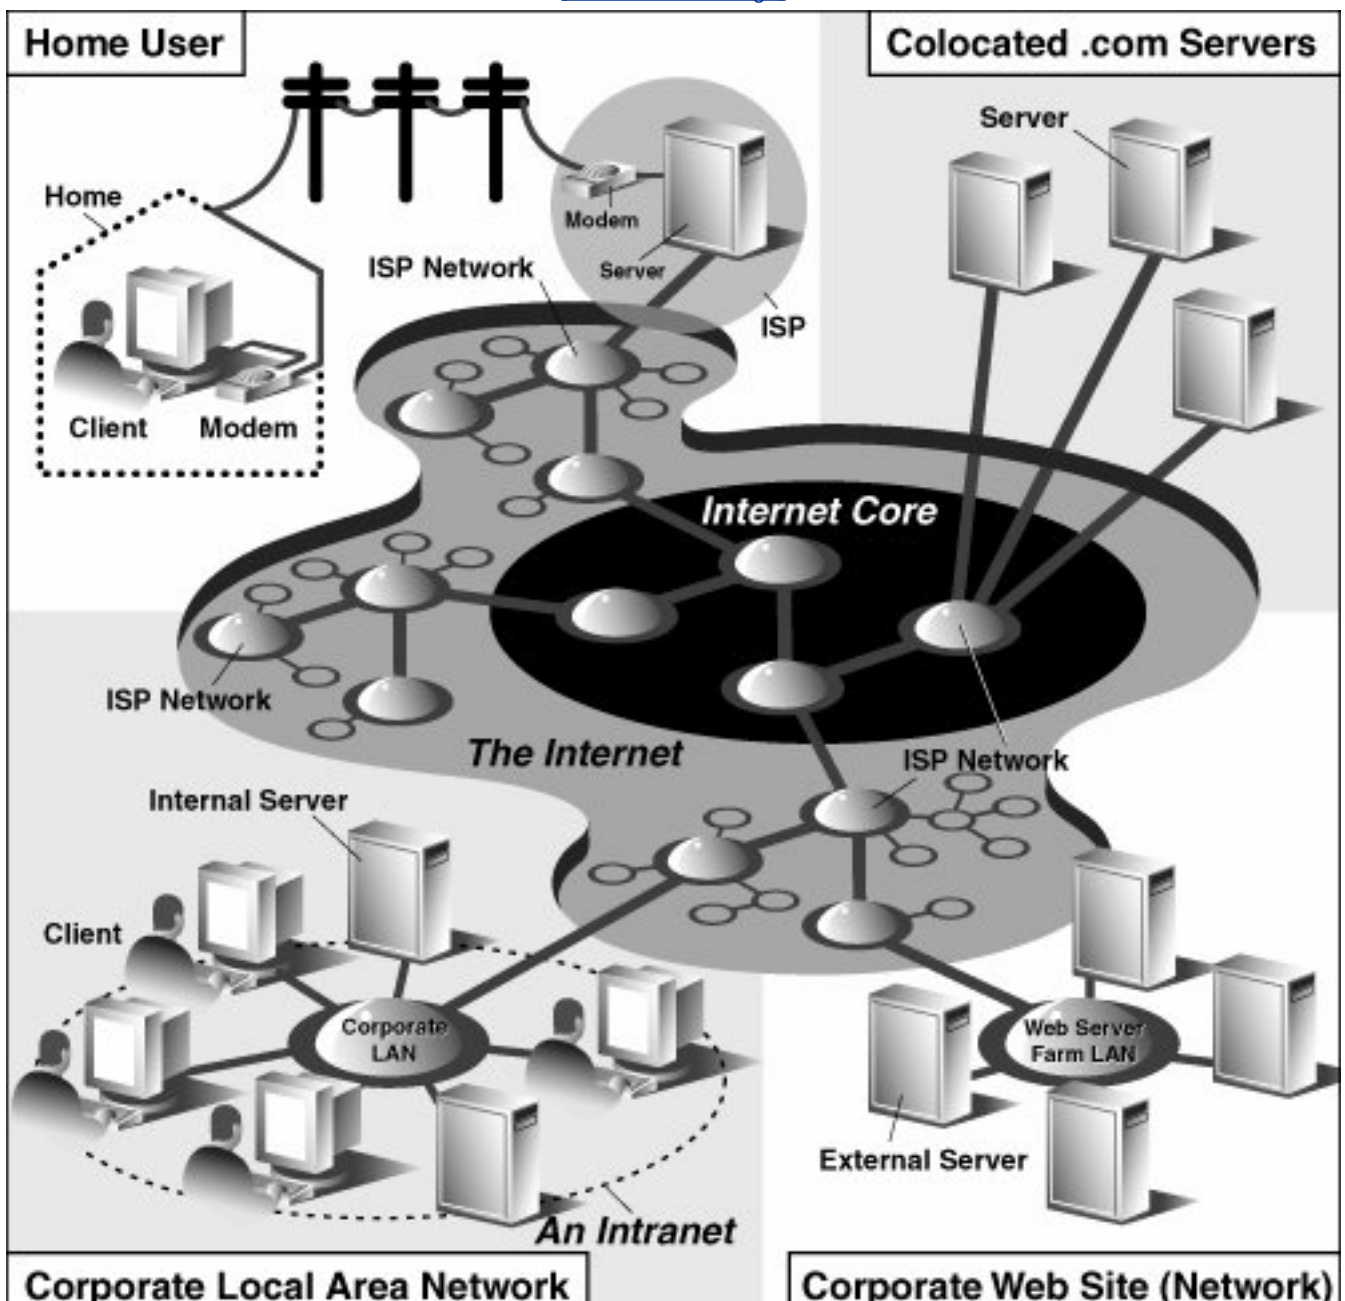 Home User
Colocated .com Servers
Server
Home
Modem
ISP Network
Server
ISP
Client
Modem
Internet Core
ISP Network
The Internet
ISP Network
Internal Server
Client
Corporate
LAN
Web Server
Farm LAN
External Server
An Intranet
Corporate Local Area Network
Corporate Web Site (Network)